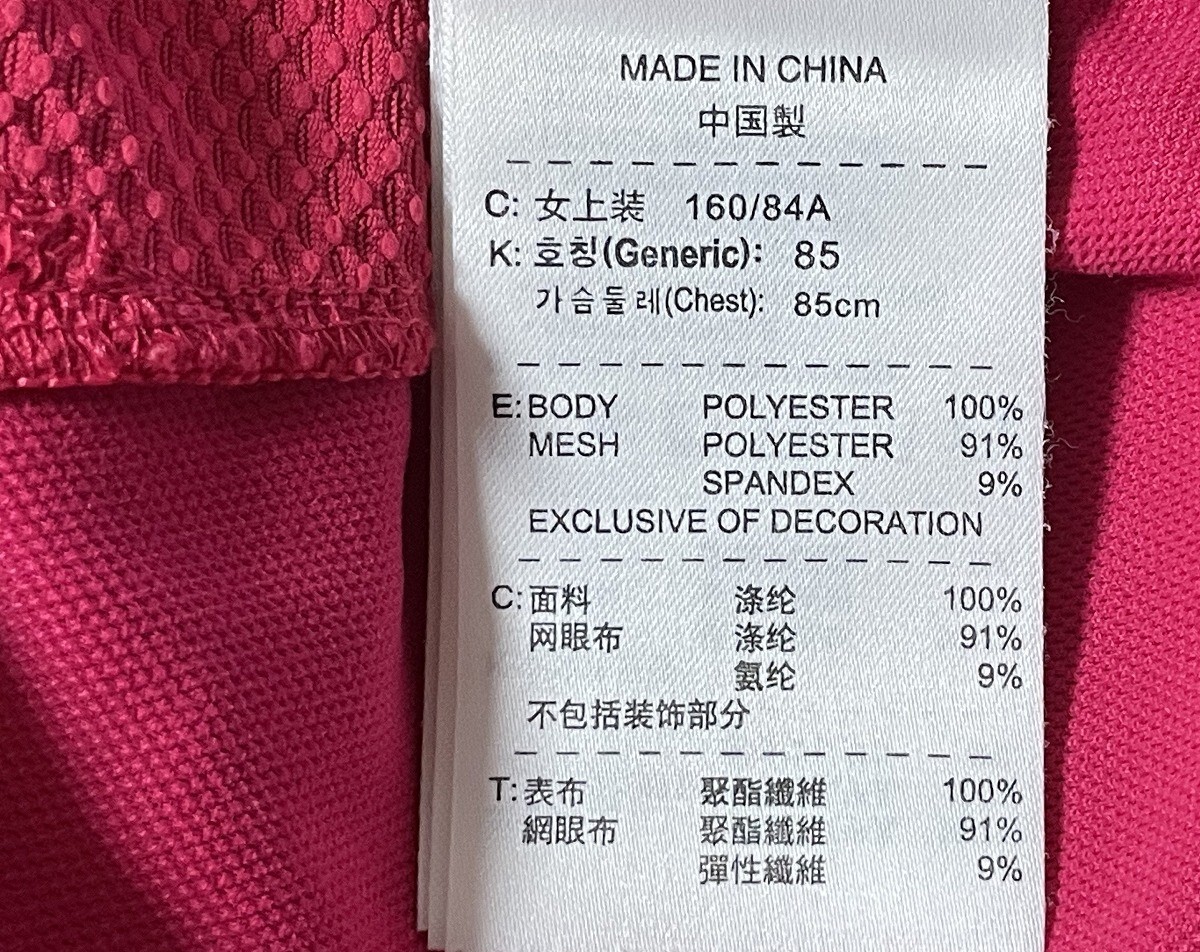 MADE IN CHINA
中国製
C: 女上装 160/84A
K: 호칭(Generic): 85
가슴둘레(Chest): 85cm
E: BODY POLYESTER 100%
MESH POLYESTER 91%
SPANDEX 9%
EXCLUSIVE OF DECORATION
C: 面料 涤纶 100%
网眼布 涤纶 91%
氨纶 9%
不包括装饰部分
T: 表布 聚酯纖維 100%
網眼布 聚酯纖維 91%
彈性纖維 9%